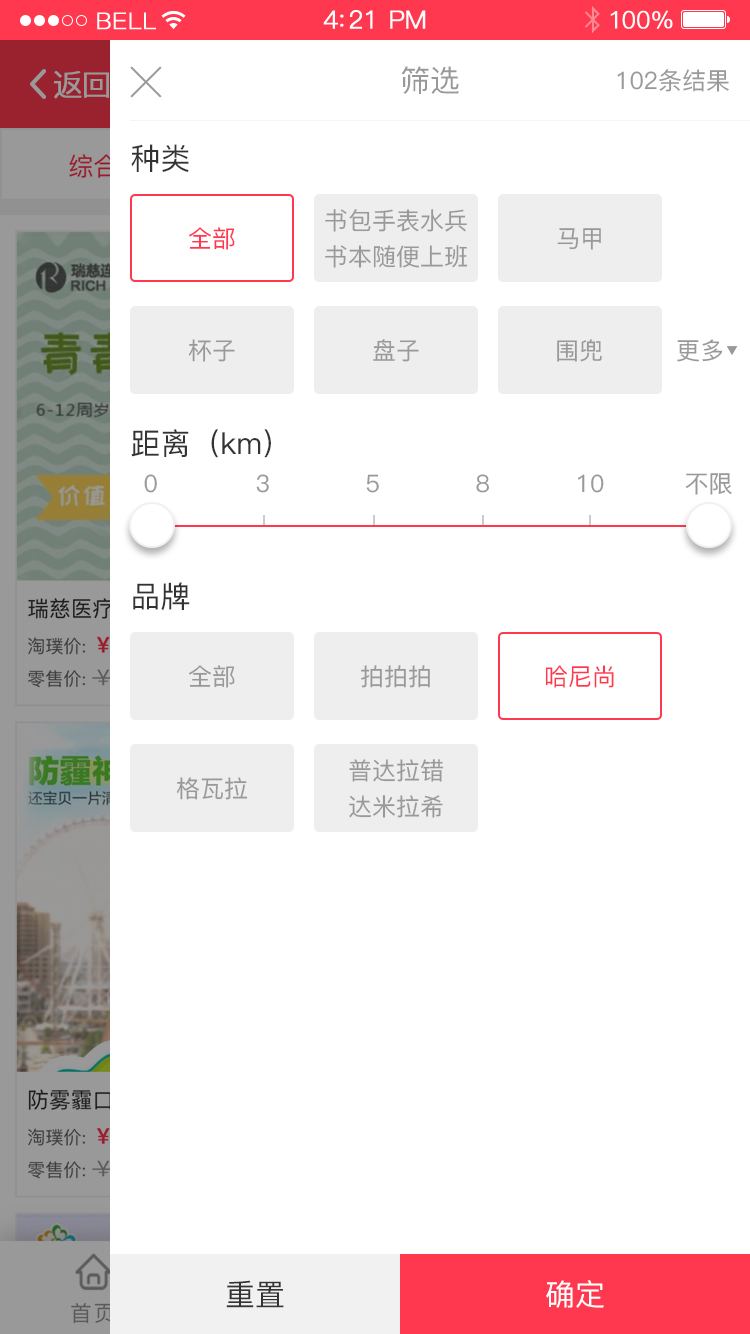 BELL
4:21 PM
100%
返回
筛选
102条结果
综合
种类
全部
书包手表水兵
书本随便上班
马甲
杯子
盘子
围兜
更多▾
距离（km）
0
3
5
8
10
不限
品牌
全部
拍拍拍
哈尼尚
格瓦拉
普达拉错
达米拉希
瑞慈连
RICH
青青
6-12周岁
价值
瑞慈医疗
淘璞价: ¥
零售价: ¥
防霾神
还宝贝一片清
防雾霾口
淘璞价: ¥
零售价: ¥
首页
重置
确定